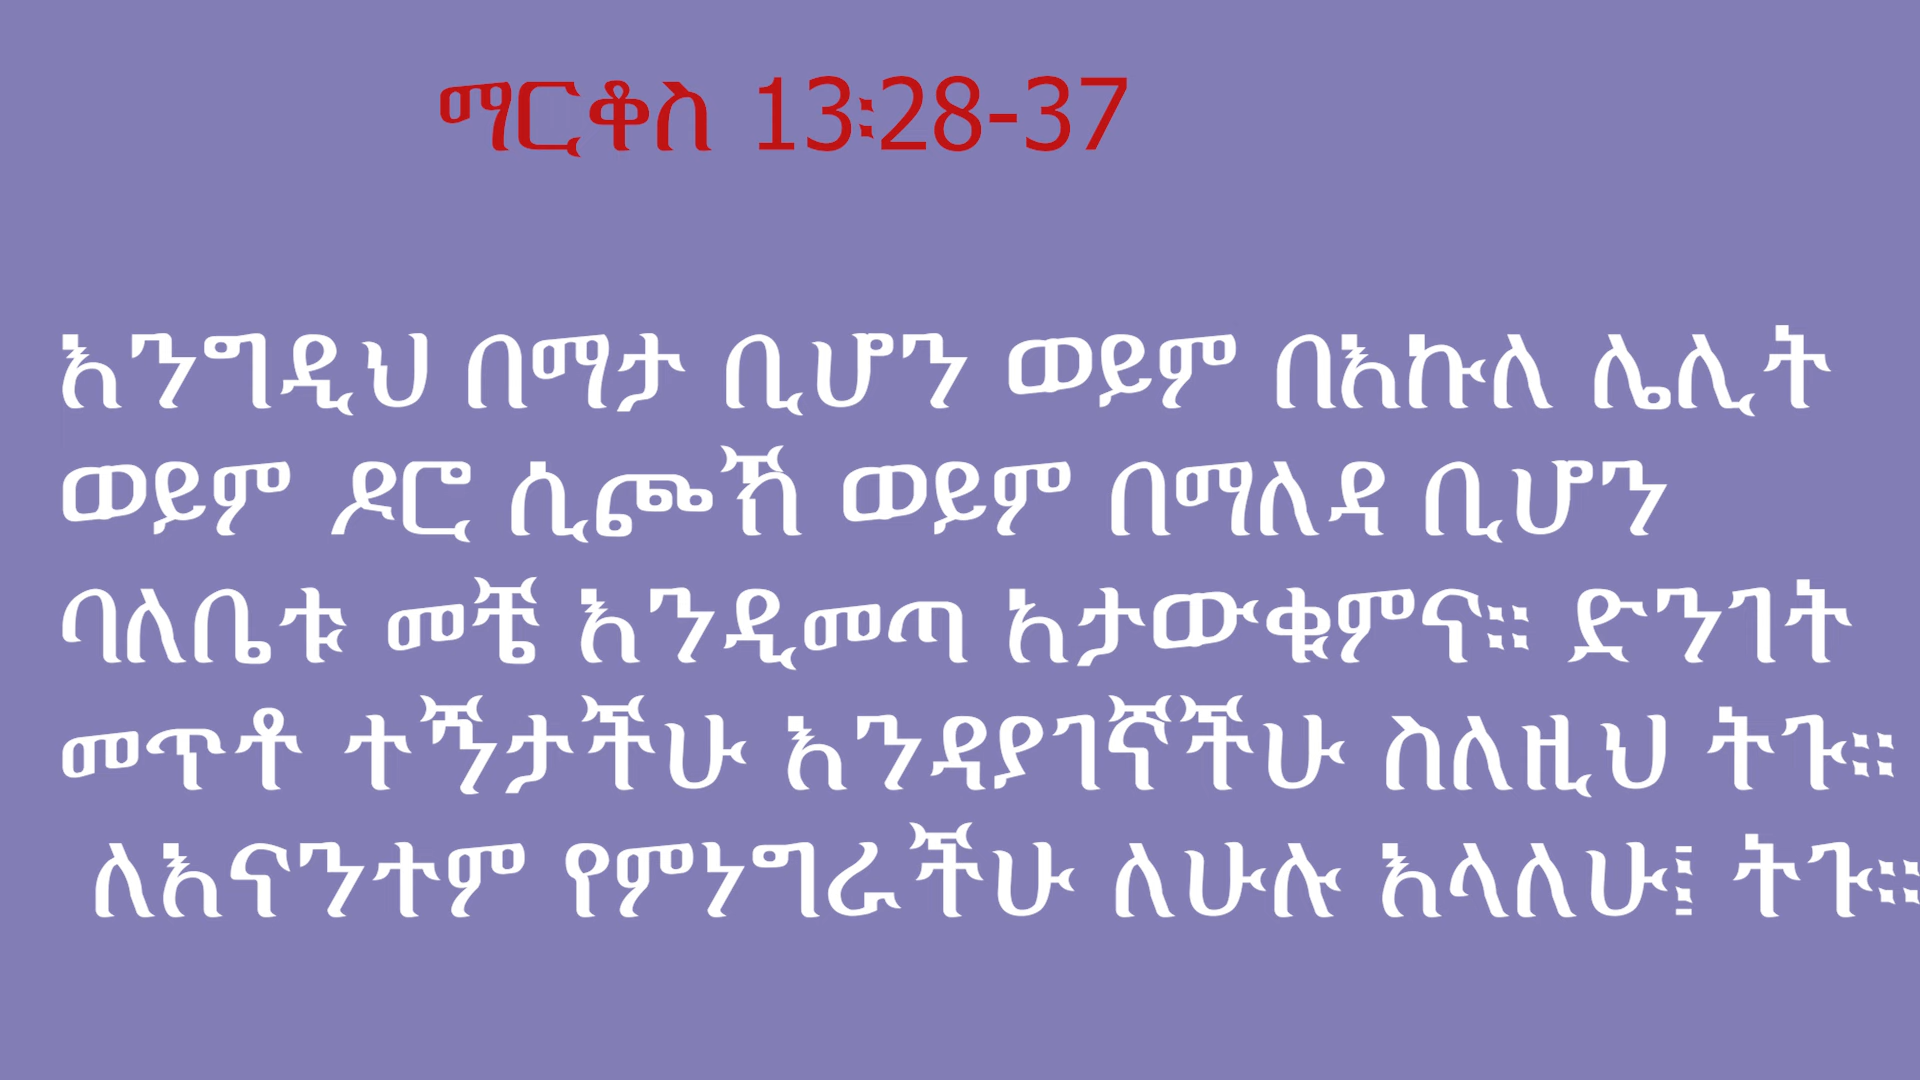 ማርቆስ 13፡28-37
እንግዲህ በማታ ቢሆን ወይም በእኩለ ሌሊት
ወይም ዶሮ ሲጮኽ ወይም በማለዳ ቢሆን
ባለቤቱ መቼ እንዲመጣ አታውቁምና። ድንገት
መጥቶ ተኝታችሁ እንዳያገኛችሁ ስለዚህ ትጉ።
ለእናንተም የምነግራችሁ ለሁሉ እላለሁ፤ ትጉ።